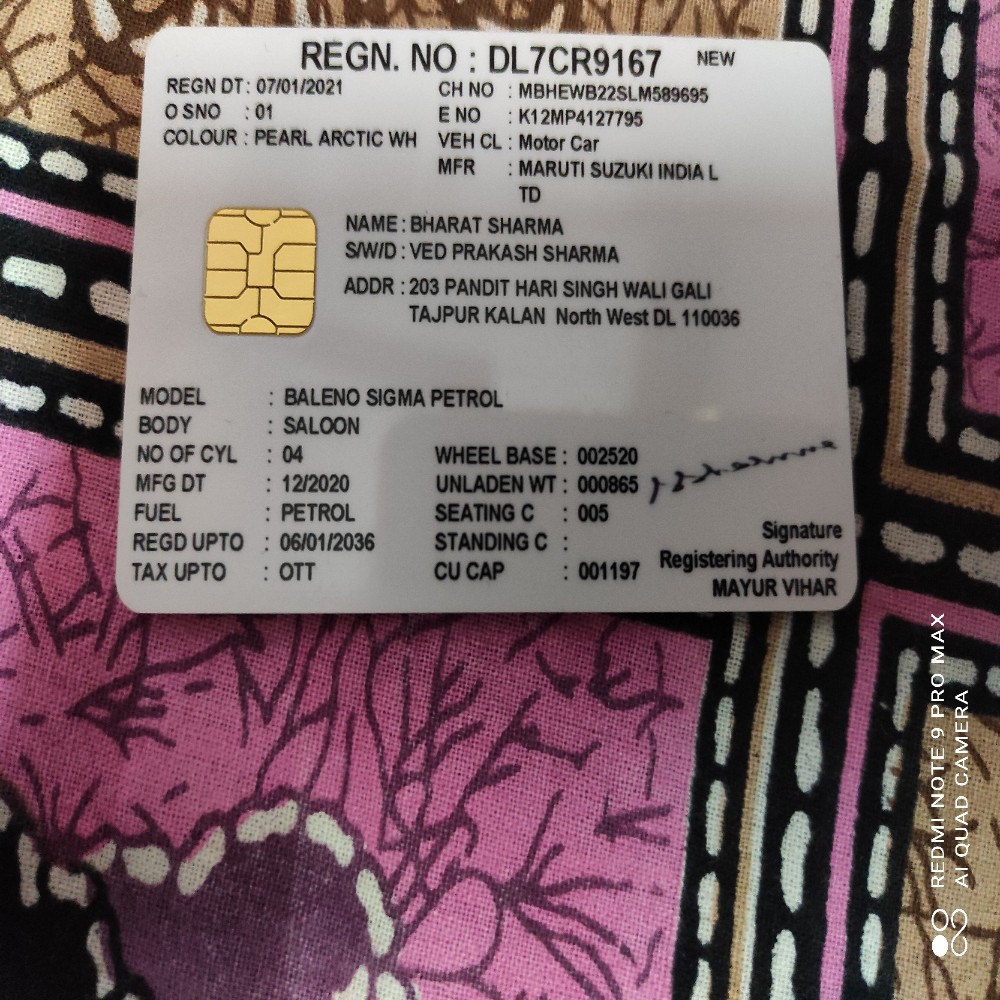 REGN. NO : DL7CR9167 NEW
REGN DT : 07/01/2021 CH NO : MBHEWB22SLM589695
O SNO : 01 E NO : K12MP4127795
COLOUR : PEARL ARCTIC WH VEH CL : Motor Car
MFR : MARUTI SUZUKI INDIA L
TD
NAME : BHARAT SHARMA
S/W/D : VED PRAKASH SHARMA
ADDR : 203 PANDIT HARI SINGH WALI GALI
TAJPUR KALAN North West DL 110036
MODEL : BALENO SIGMA PETROL
BODY : SALOON
NO OF CYL : 04 WHEEL BASE : 002520
MFG DT : 12/2020 UNLADEN WT : 000865
FUEL : PETROL SEATING C : 005
REGD UPTO : 06/01/2036 STANDING C :
TAX UPTO : OTT CU CAP : 001197
Signature
Registering Authority
MAYUR VIHAR
REDMI NOTE 9 PRO MAX
AI QUAD CAMERA